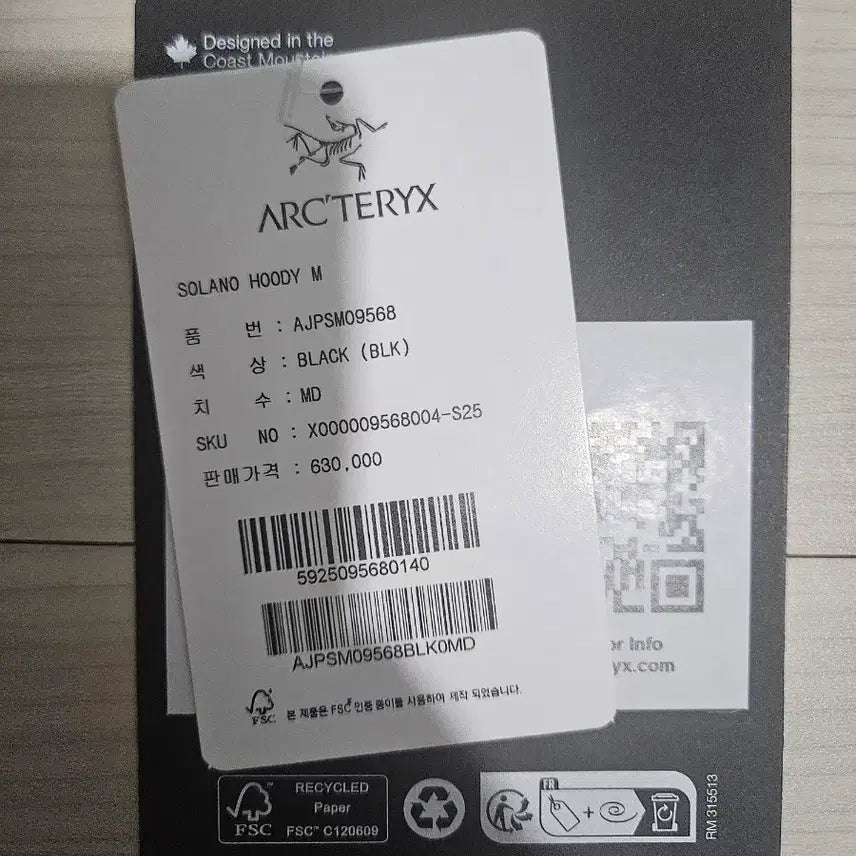 Designed in the
Coast
ARC'TERYX
SOLANO HOODY M
품 번 : AJPSM09568
색 상 : BLACK (BLK)
치 수 : MD
SKU NO : X000009568004-S25
판매가격 : 630,000
5925095680140
AJPSM09568BLK0MD
FSC 본 제품은 FSC 인증 종이를 사용하여 제작 되었습니다.
Info
yx.com
FSC
RECYCLED
Paper
FSC™ C120609
FR
RM 315513